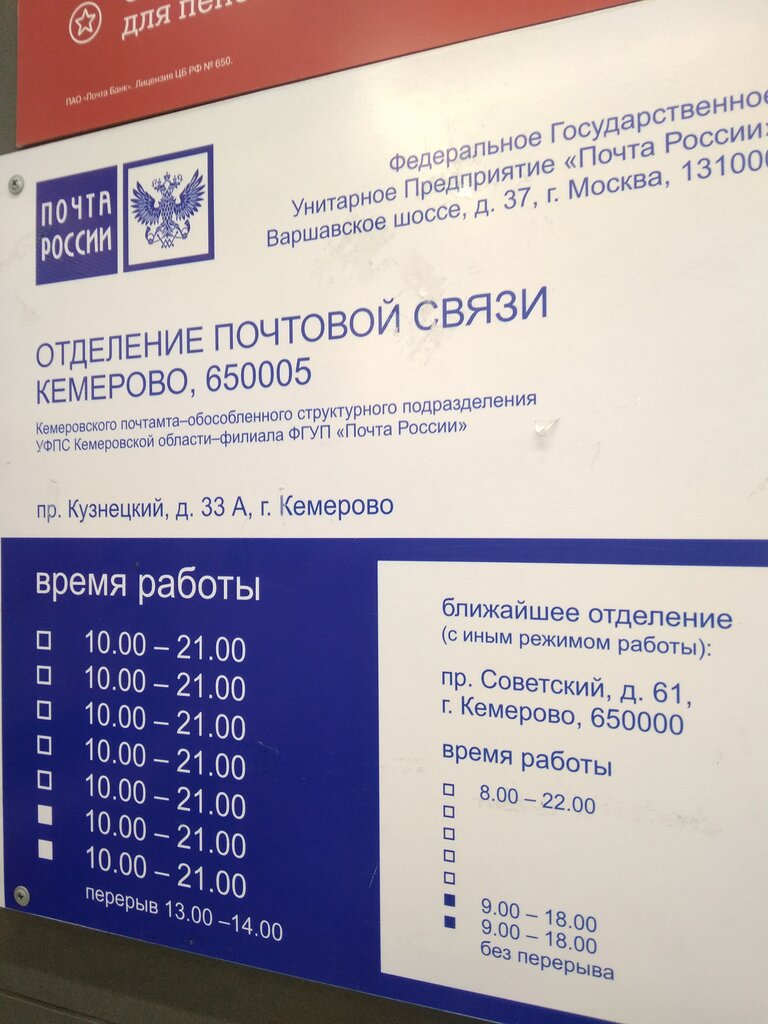 для
ПАО «Почта Банк». Лицензия ЦБ РФ № 650.
ПОЧТА
РОССИИ
Федеральное Государственное
Унитарное Предприятие «Почта России»
Варшавское шоссе, д. 37, г. Москва, 131000
ОТДЕЛЕНИЕ ПОЧТОВОЙ СВЯЗИ
КЕМЕРОВО, 650005
Кемеровского почтамта–обособленного структурного подразделения
УФПС Кемеровской области–филиала ФГУП «Почта России»
пр. Кузнецкий, д. 33 А, г. Кемерово
время работы
10.00 – 21.00
10.00 – 21.00
10.00 – 21.00
10.00 – 21.00
10.00 – 21.00
10.00 – 21.00
10.00 – 21.00
перерыв 13.00 –14.00
ближайшее отделение
(с иным режимом работы):
пр. Советский, д. 61,
г. Кемерово, 650000
время работы
8.00 – 22.00
9.00 – 18.00
9.00 – 18.00
без перерыва